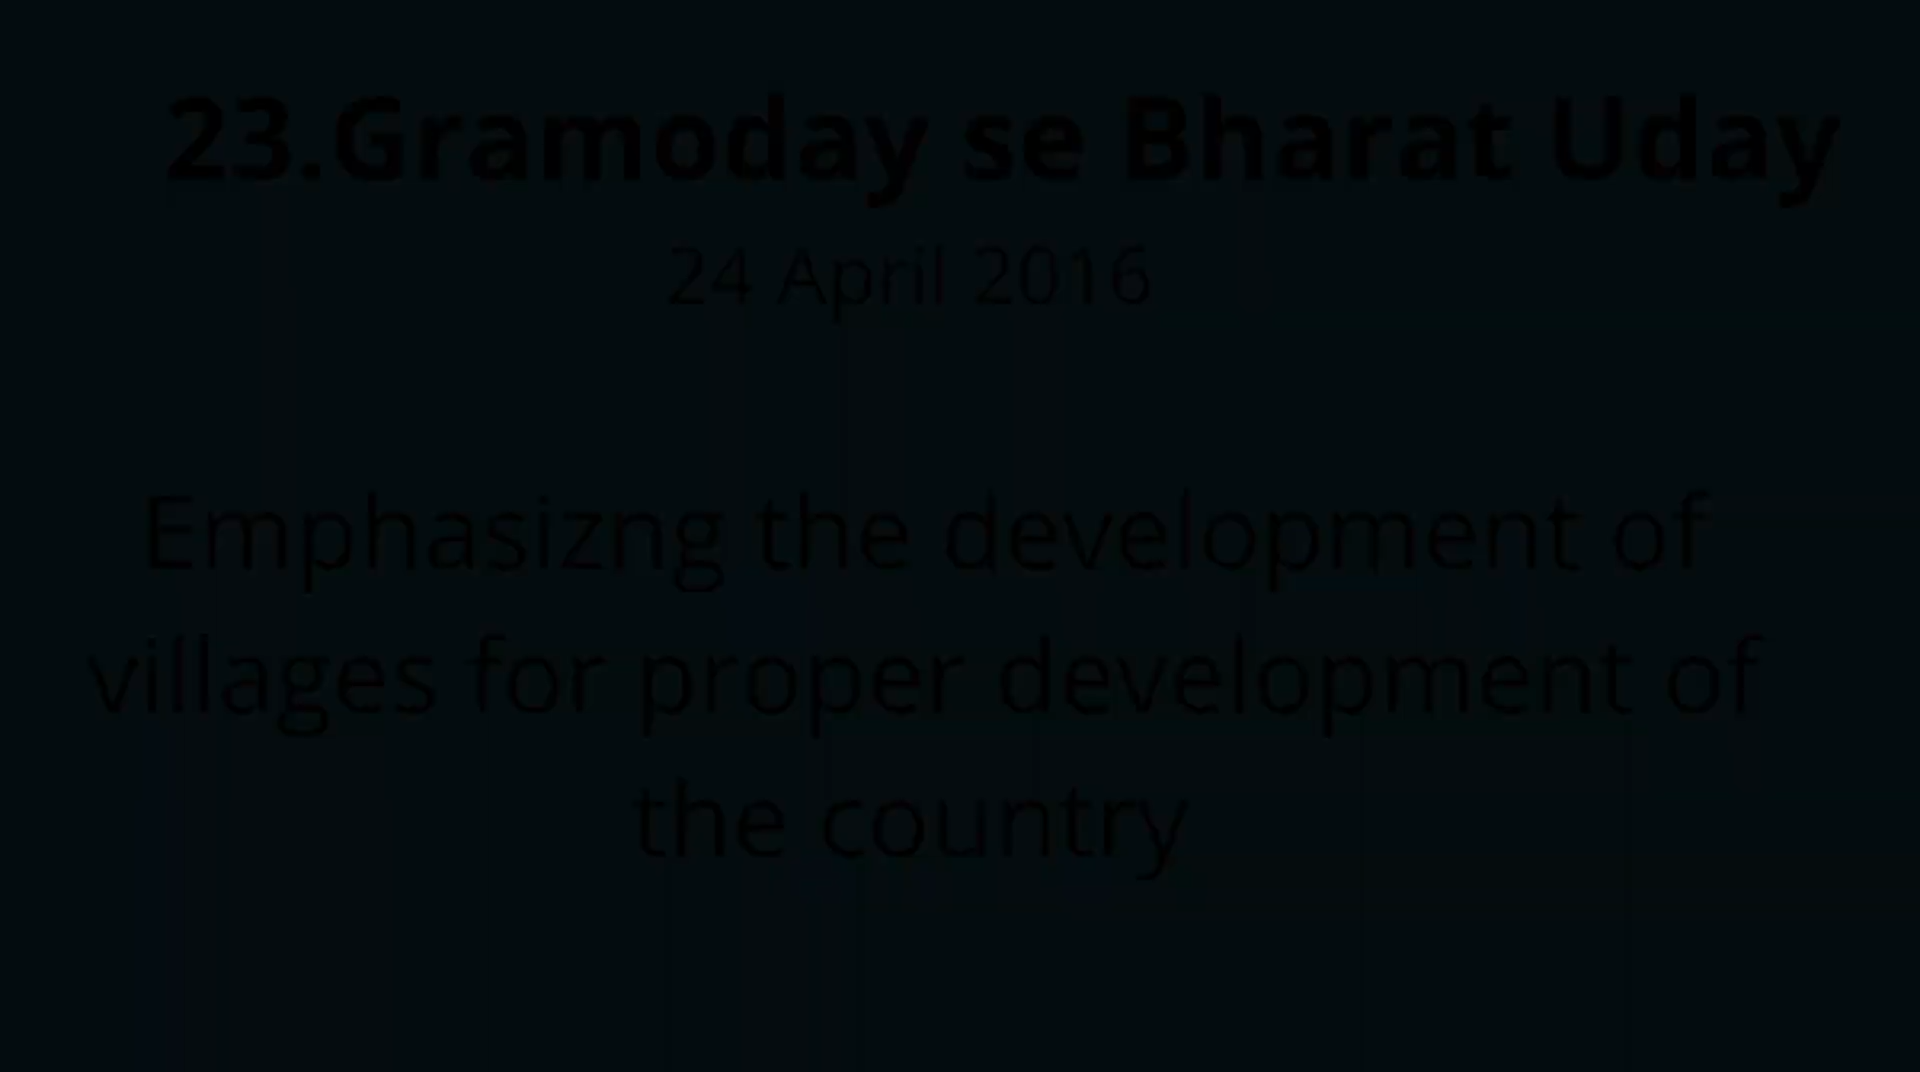 23.Gramoday se Bharat Uday
24 April 2016
Emphasizng the development of
villages for proper development of
the country